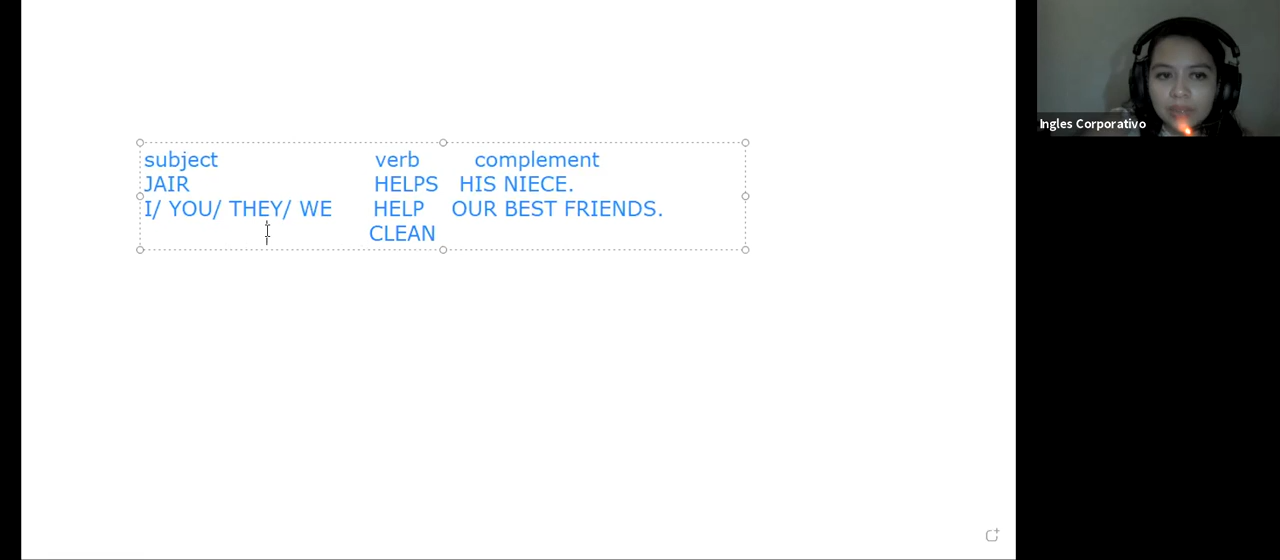 subject verb complement
JAIR HELPS HIS NIECE.
I/ YOU/ THEY/ WE HELP OUR BEST FRIENDS.
CLEAN
Ingles Corporativo